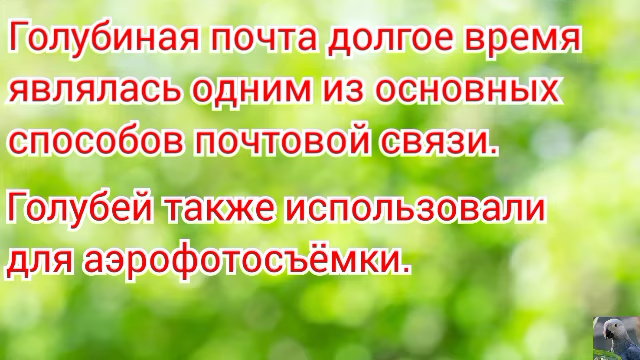 Голубиная почта долгое время
являлась одним из основных
способов почтовой связи.
Голубей также использовали
для аэрофотосъёмки.